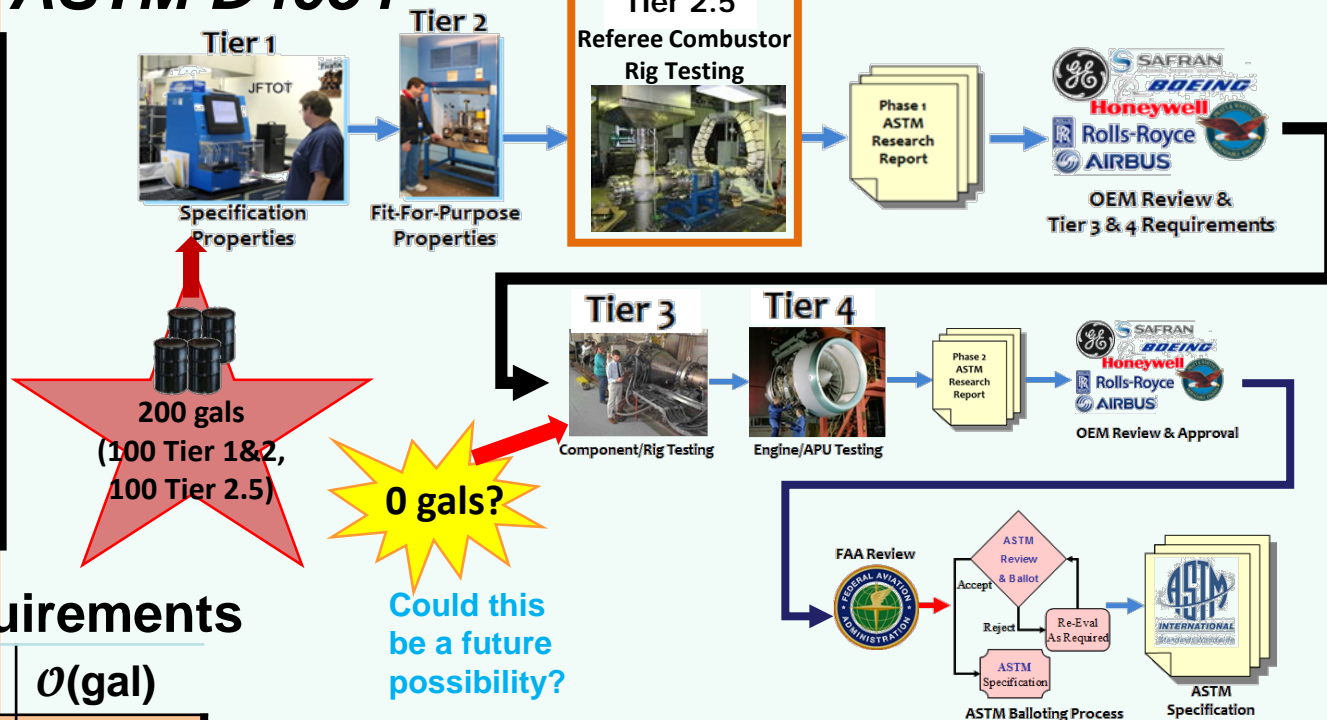 Tier 1
Tier 2
Tier 2.5
Referee Combustor
Rig Testing
JFTOT
Specification
Properties
Fit-For-Purpose
Properties
Phase 1
ASTM
Research
Report
SAFRAN
BOEING
Honeywell
Rolls-Royce
AIRBUS
OEM Review &
Tier 3 & 4 Requirements
200 gals
(100 Tier 1&2,
100 Tier 2.5)
0 gals?
Could this
be a future
possibility?
Tier 3
Component/Rig Testing
Tier 4
Engine/APU Testing
Phase 2
ASTM
Research
Report
SAFRAN
BOEING
Honeywell
Rolls-Royce
AIRBUS
OEM Review & Approval
FAA Review
FEDERAL AVIATION
ADMINISTRATION
ASTM
Review
& Ballot
Accept
Reject
Re-Eval
As Required
ASTM
Specification
ASTM Balloting Process
ASTM
INTERNATIONAL
Standards Worldwide
ASTM
Specification
uirements
O(gal)